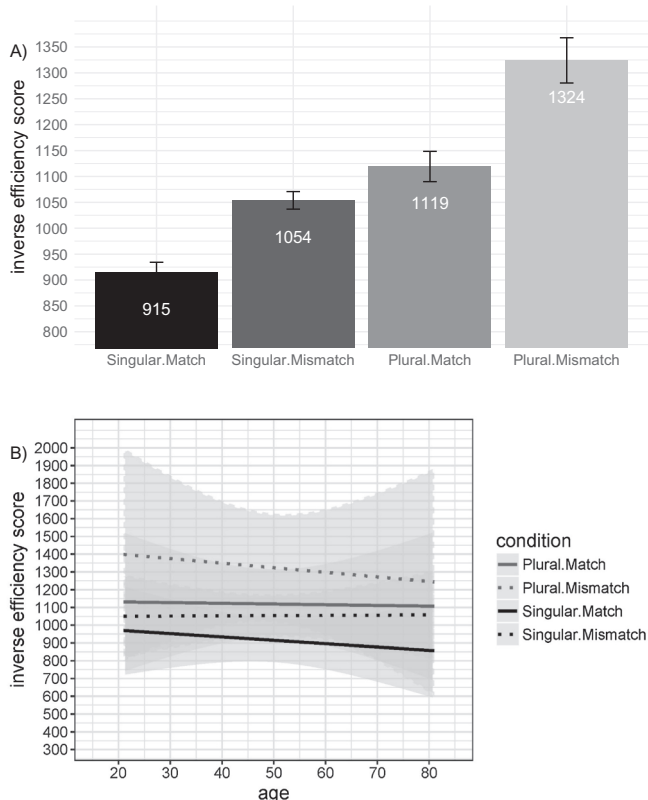 A)
inverse efficiency score
1350
1300
1250
1200
1150
1100
1050
1000
950
900
850
800
915
1054
1119
1324
Singular.Match Singular.Mismatch Plural.Match Plural.Mismatch
B)
inverse efficiency score
2000
1900
1800
1700
1600
1500
1400
1300
1200
1100
1000
900
800
700
600
500
400
300
20 30 40 50 60 70 80
age
condition
Plural.Match
Plural.Mismatch
Singular.Match
Singular.Mismatch